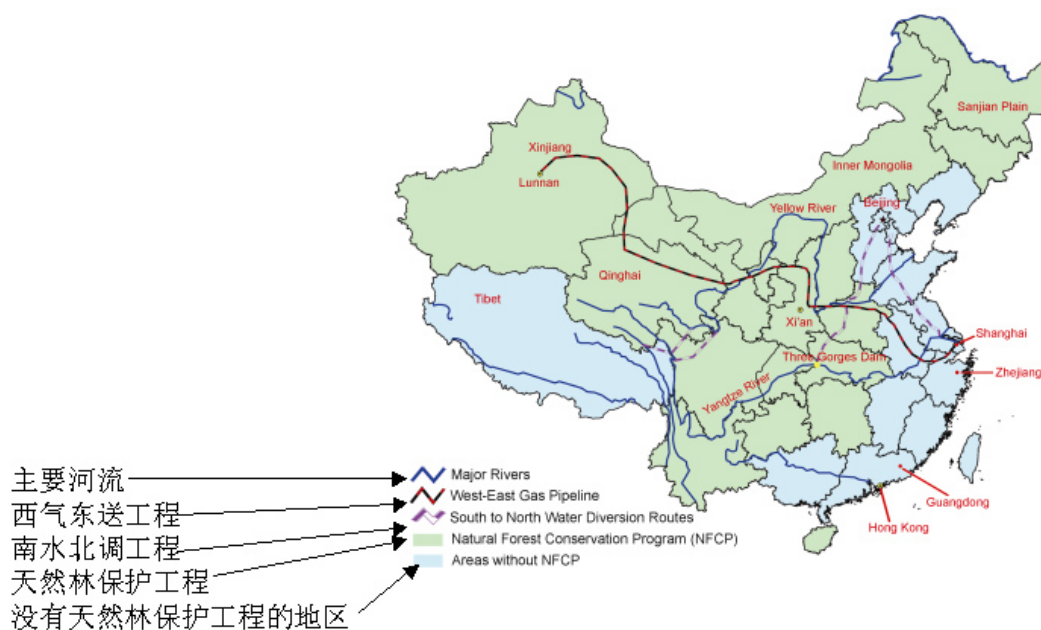 Sanjian Plain
Xinjiang
Inner Mongolia
Lunnan
Beijing
Yellow River
Qinghai
Tibet
Xi'an
Shanghai
Three Gorges Dam
Zhejiang
Yangtze River
主要河流
Major Rivers
西气东送工程
West-East Gas Pipeline
Guangdong
南水北调工程
South to North Water Diversion Routes
Hong Kong
天然林保护工程
Natural Forest Conservation Program (NFCP)
没有天然林保护工程的地区
Areas without NFCP